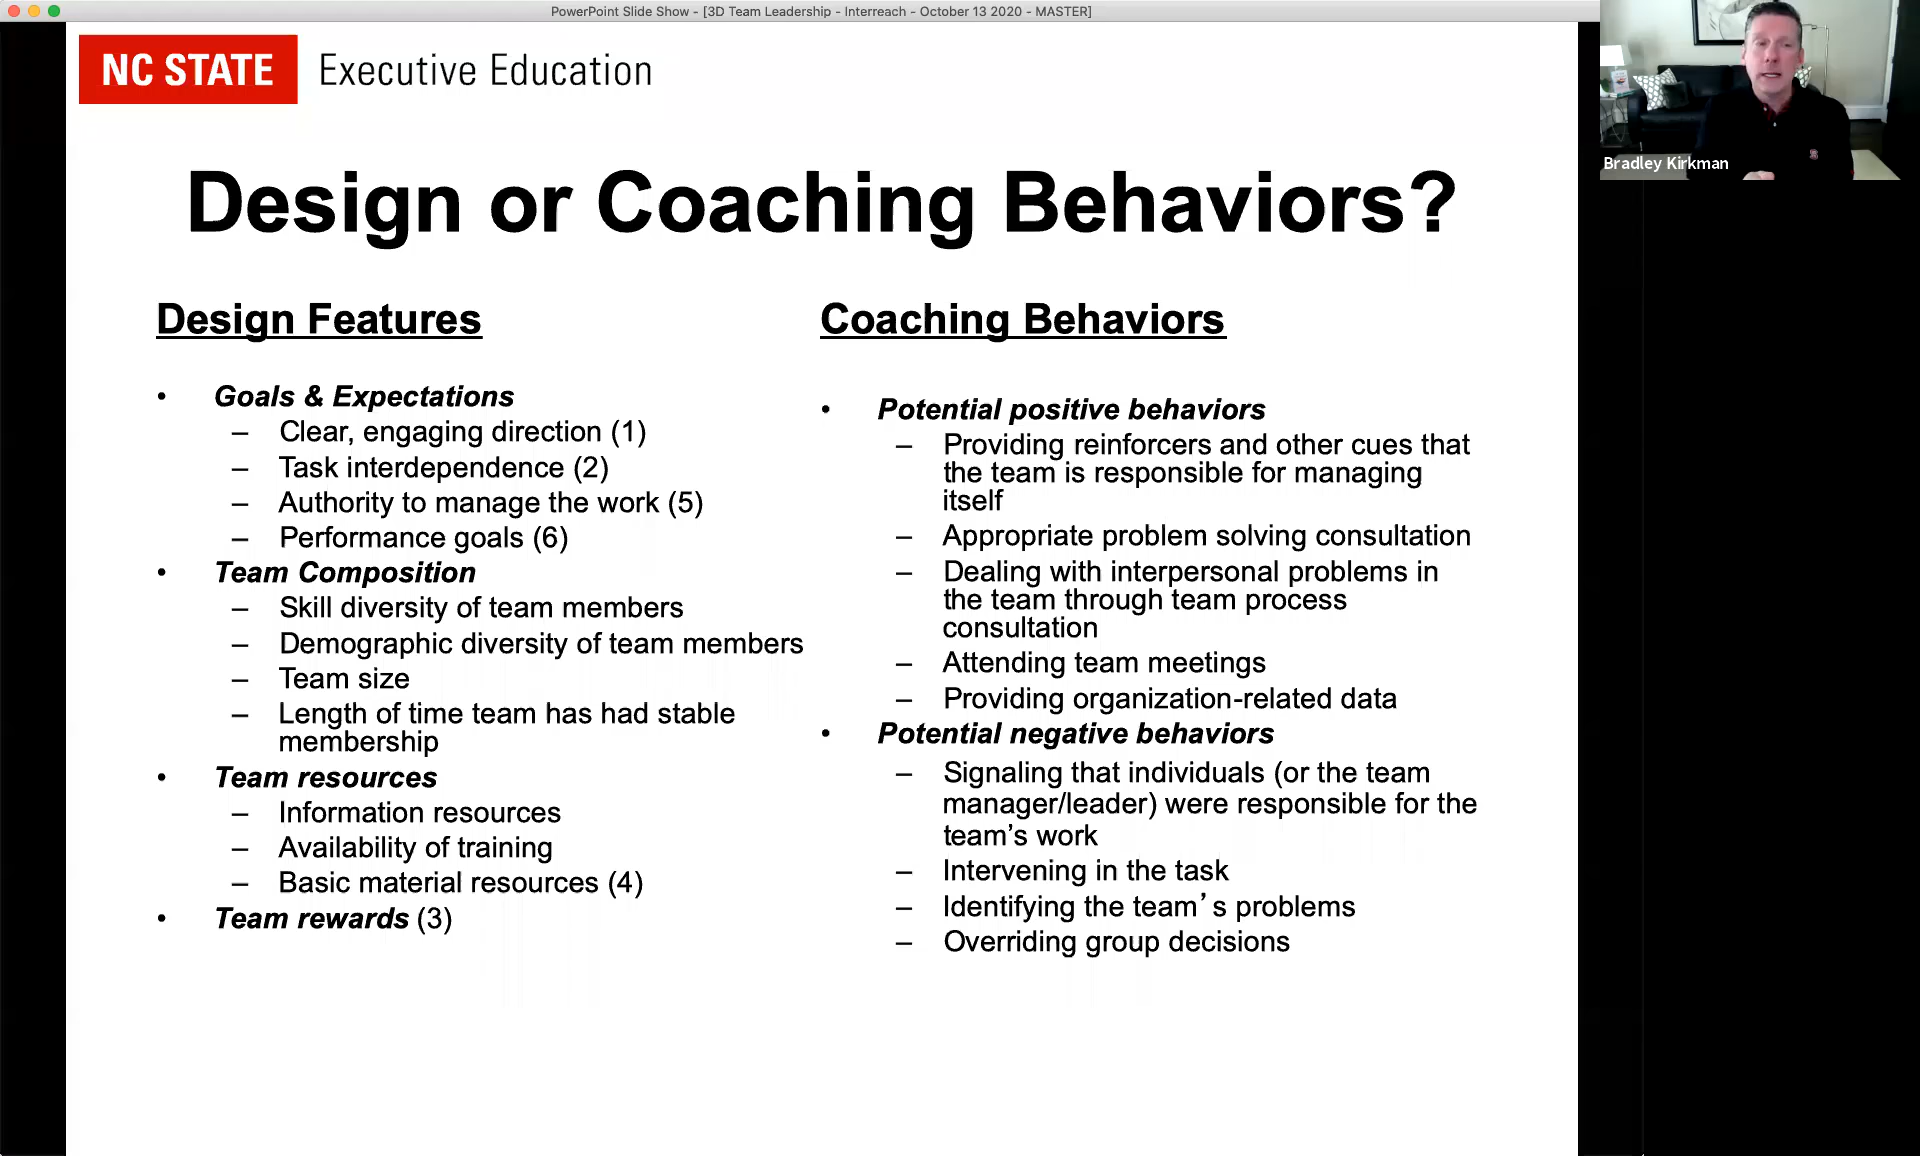 PowerPoint Slide Show - [3D Team Leadership - Interreach - October 13 2020 - MASTER]
NC STATE Executive Education
Bradley Kirkman
Design or Coaching Behaviors?
Design Features
• Goals & Expectations
– Clear, engaging direction (1)
– Task interdependence (2)
– Authority to manage the work (5)
– Performance goals (6)
• Team Composition
– Skill diversity of team members
– Demographic diversity of team members
– Team size
– Length of time team has had stable
membership
• Team resources
– Information resources
– Availability of training
– Basic material resources (4)
• Team rewards (3)
Coaching Behaviors
• Potential positive behaviors
– Providing reinforcers and other cues that
the team is responsible for managing
itself
– Appropriate problem solving consultation
– Dealing with interpersonal problems in
the team through team process
consultation
– Attending team meetings
– Providing organization-related data
• Potential negative behaviors
– Signaling that individuals (or the team
manager/leader) were responsible for the
team’s work
– Intervening in the task
– Identifying the team’s problems
– Overriding group decisions